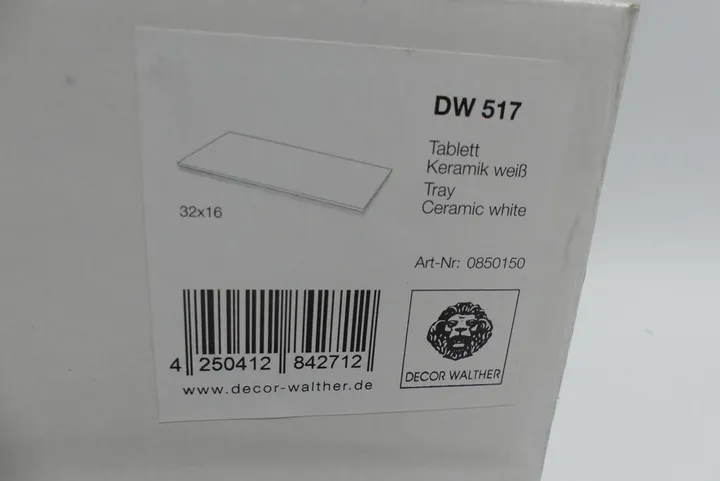 DW 517
Tablett
Keramik weiß
Tray
Ceramic white
32x16
Art-Nr: 0850150
4 250412 842712
www.decor-walther.de
DECOR WALTHER